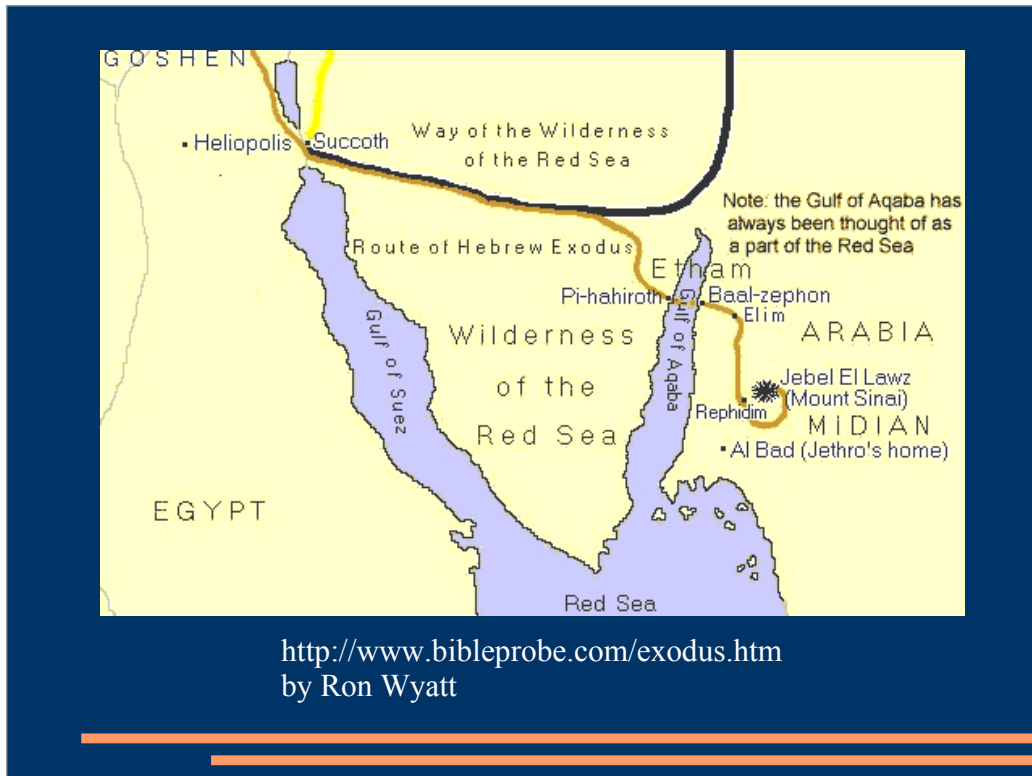 GOSHEN
Heliopolis
Succoth
Way of the Wilderness
of the Red Sea
Note: the Gulf of Aqaba has
always been thought of as
a part of the Red Sea
Route of Hebrew Exodus
Etham
Pi-hahiroth
Baal-zephon
Elim
Gulf of Suez
Gulf of Aqaba
Wilderness
of the
Red Sea
ARABIA
Jebel El Lawz
(Mount Sinai)
Rephidim
MIDIAN
Al Bad (Jethro's home)
EGYPT
Red Sea
http://www.bibleprobe.com/exodus.htm
by Ron Wyatt